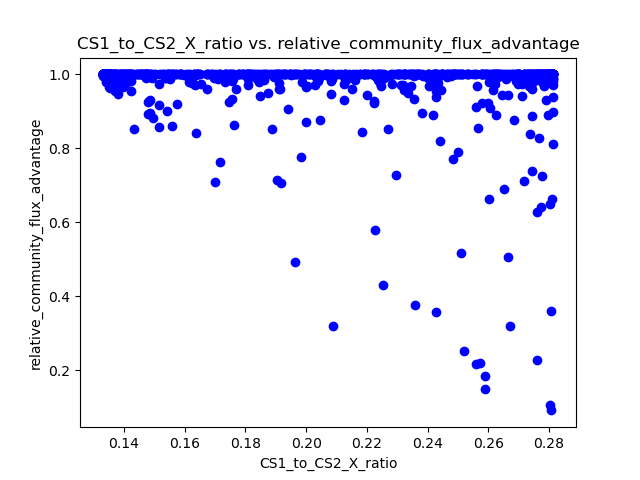 CS1_to_CS2_X_ratio vs. relative_community_flux_advantage
relative_community_flux_advantage
1.0
0.8
0.6
0.4
0.2
0.14 0.16 0.18 0.20 0.22 0.24 0.26 0.28
CS1_to_CS2_X_ratio